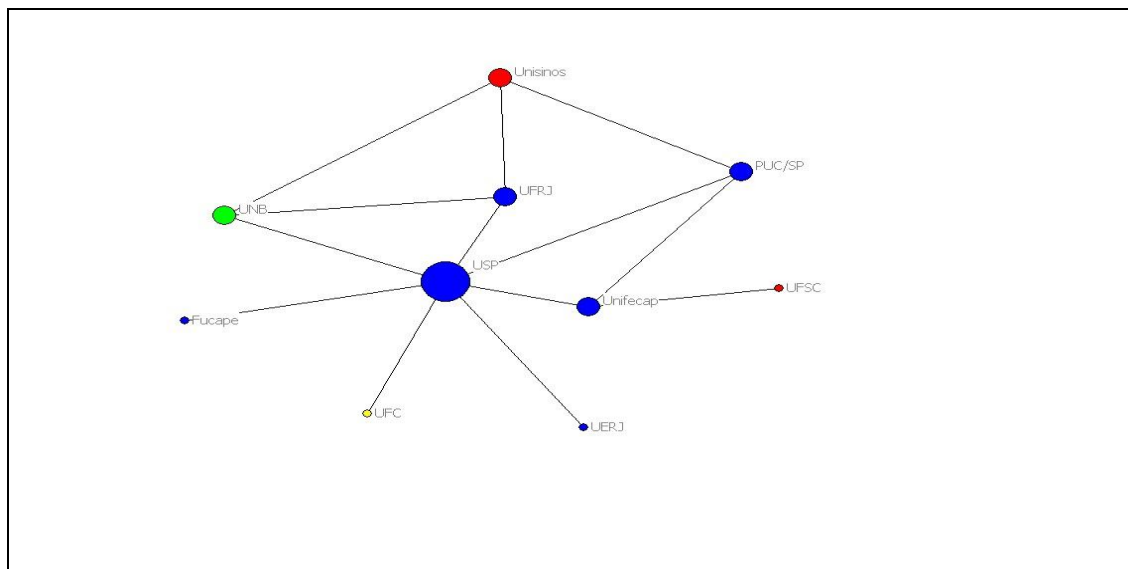 Unisinos
PUC/SP
UFRJ
UNB
USP
UFSC
Unifecap
Fucape
UFC
UERJ